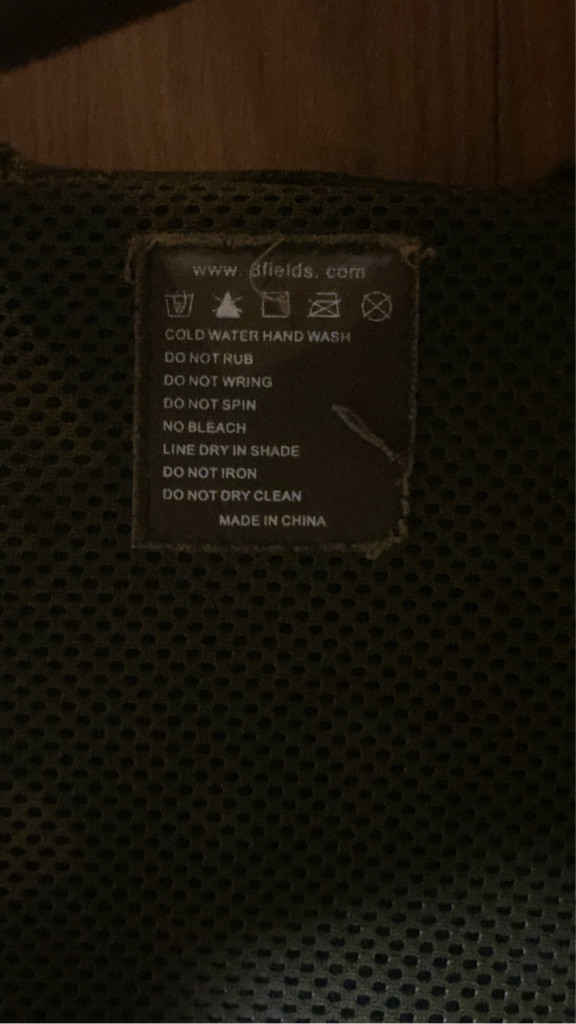 www. 8fields. com
COLD WATER HAND WASH
DO NOT RUB
DO NOT WRING
DO NOT SPIN
NO BLEACH
LINE DRY IN SHADE
DO NOT IRON
DO NOT DRY CLEAN
MADE IN CHINA